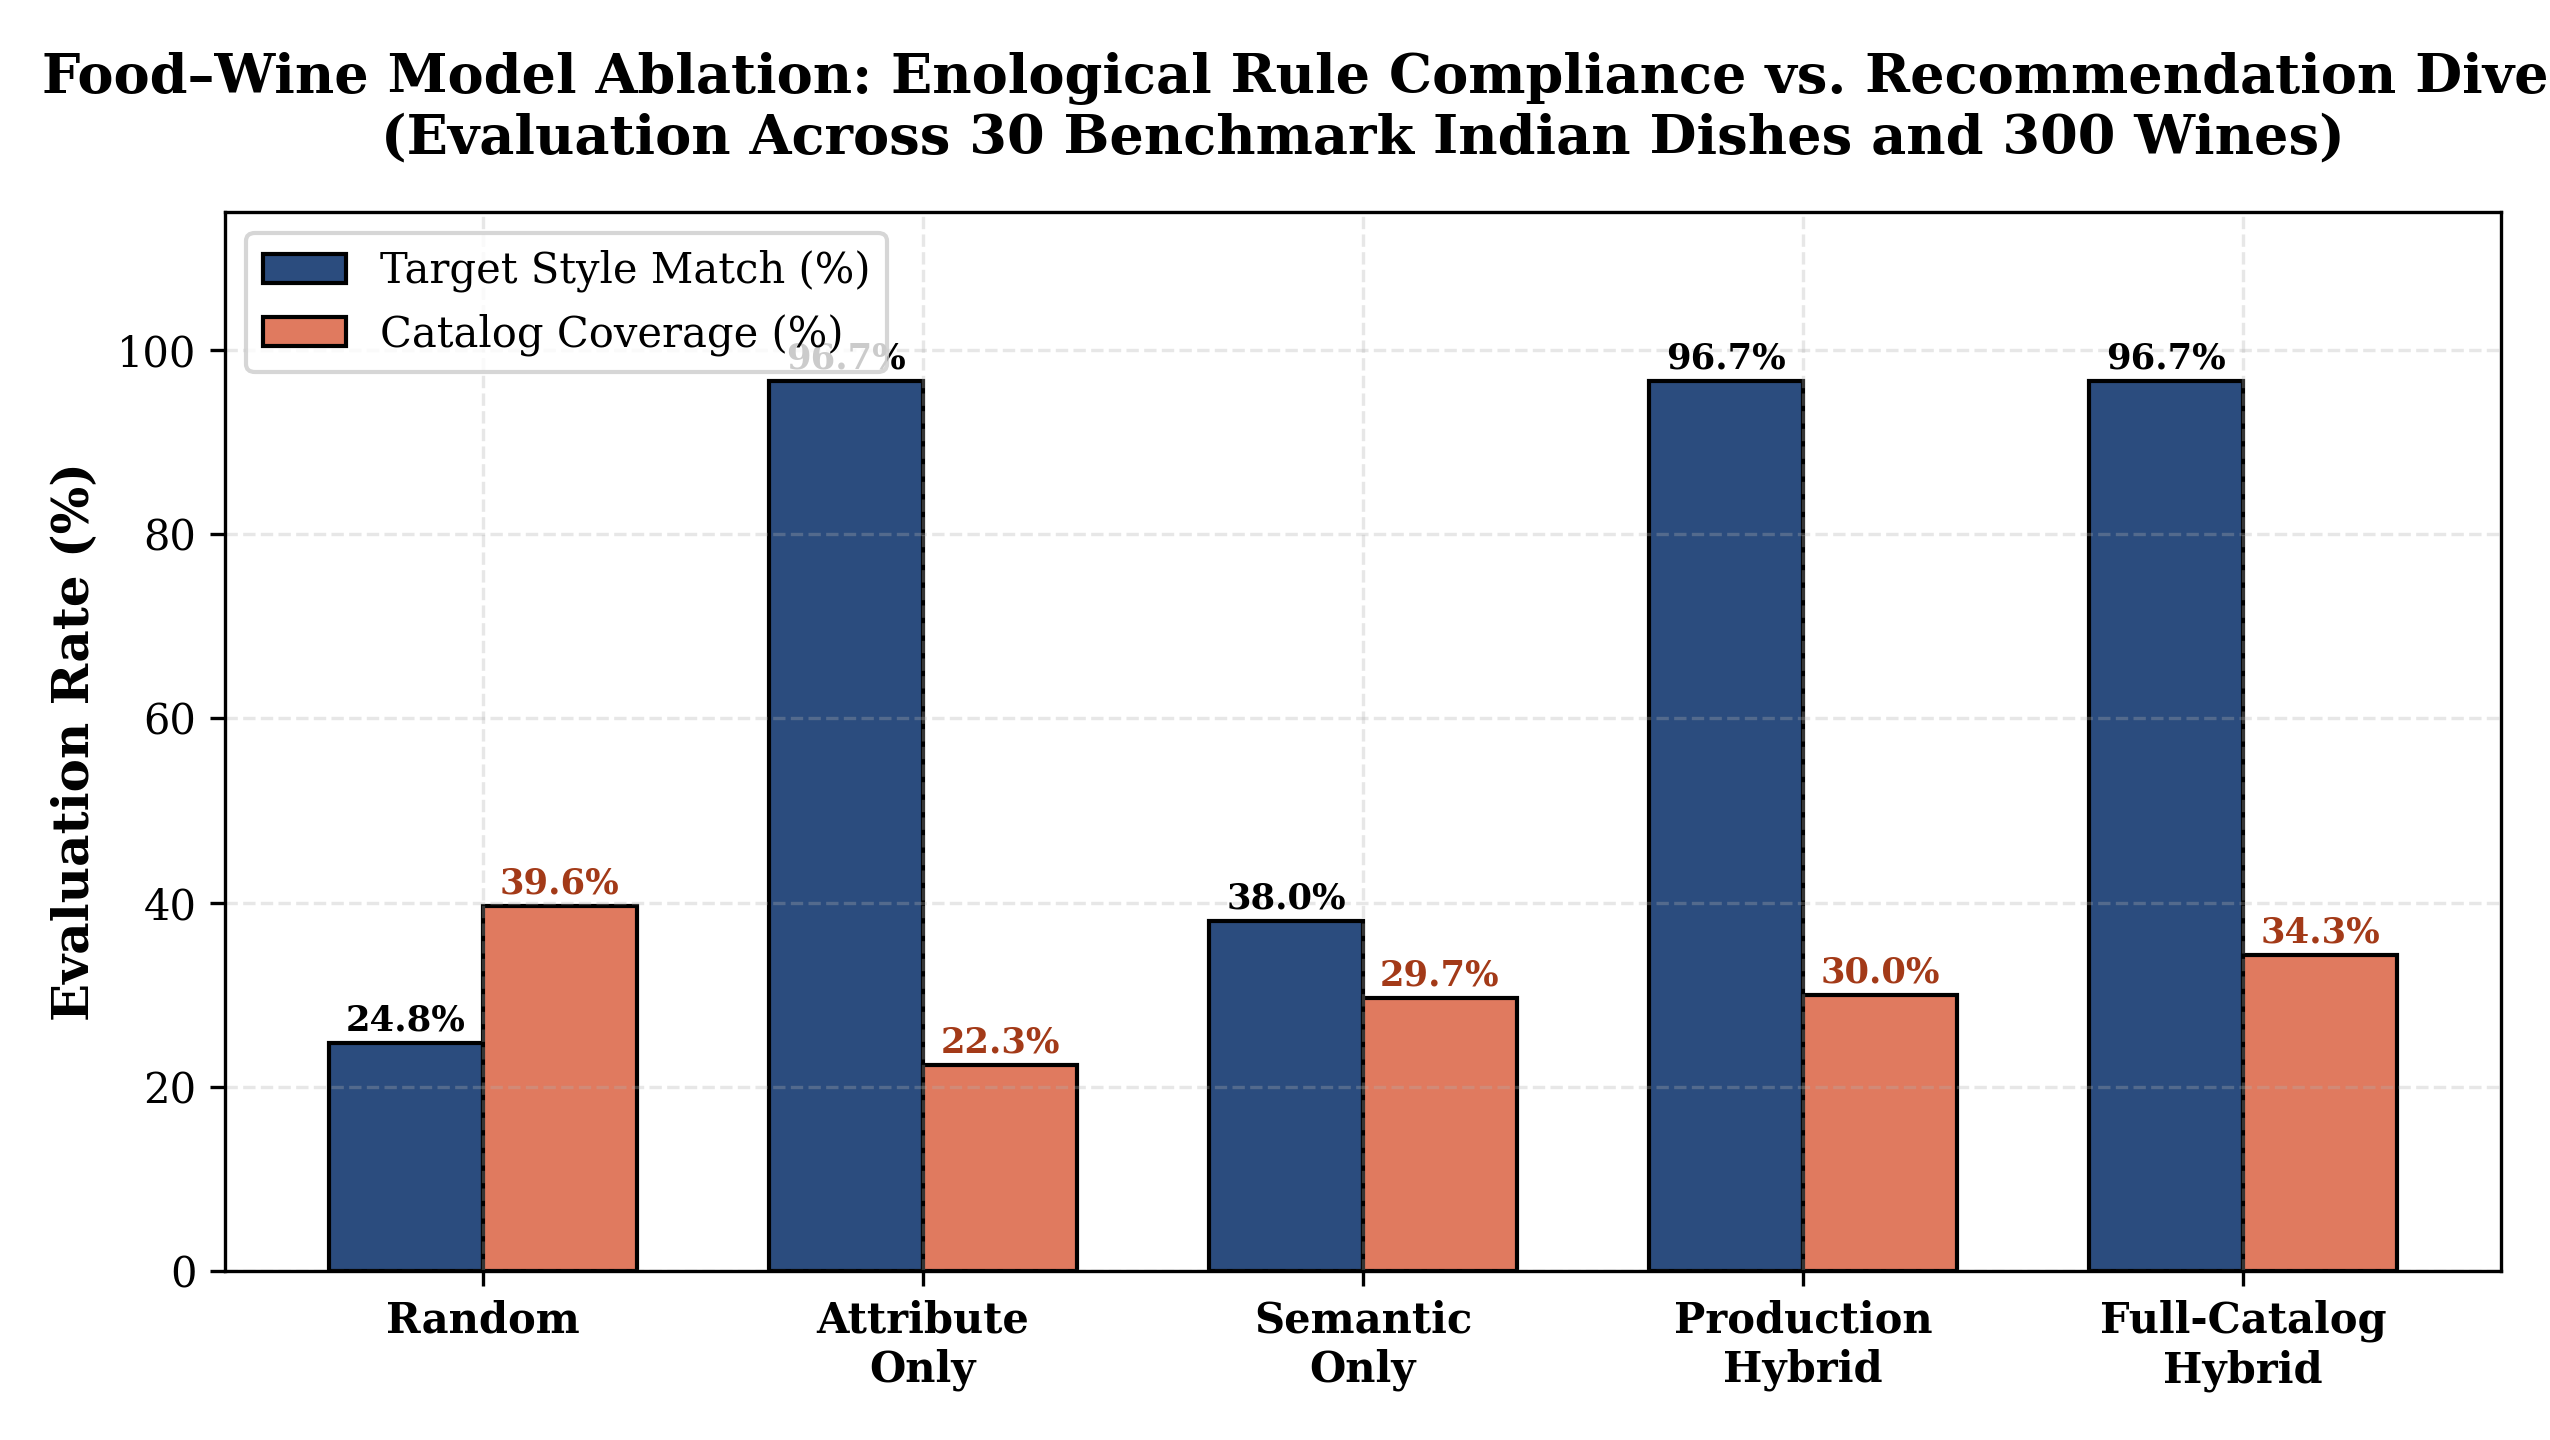 Food–Wine Model Ablation: Enological Rule Compliance vs. Recommendation Dive
(Evaluation Across 30 Benchmark Indian Dishes and 300 Wines)
Target Style Match (%)
Catalog Coverage (%)
Evaluation Rate (%)
100
80
60
40
20
0
24.8%
39.6%
96.7%
22.3%
38.0%
29.7%
96.7%
30.0%
96.7%
34.3%
Random
Attribute
Only
Semantic
Only
Production
Hybrid
Full-Catalog
Hybrid